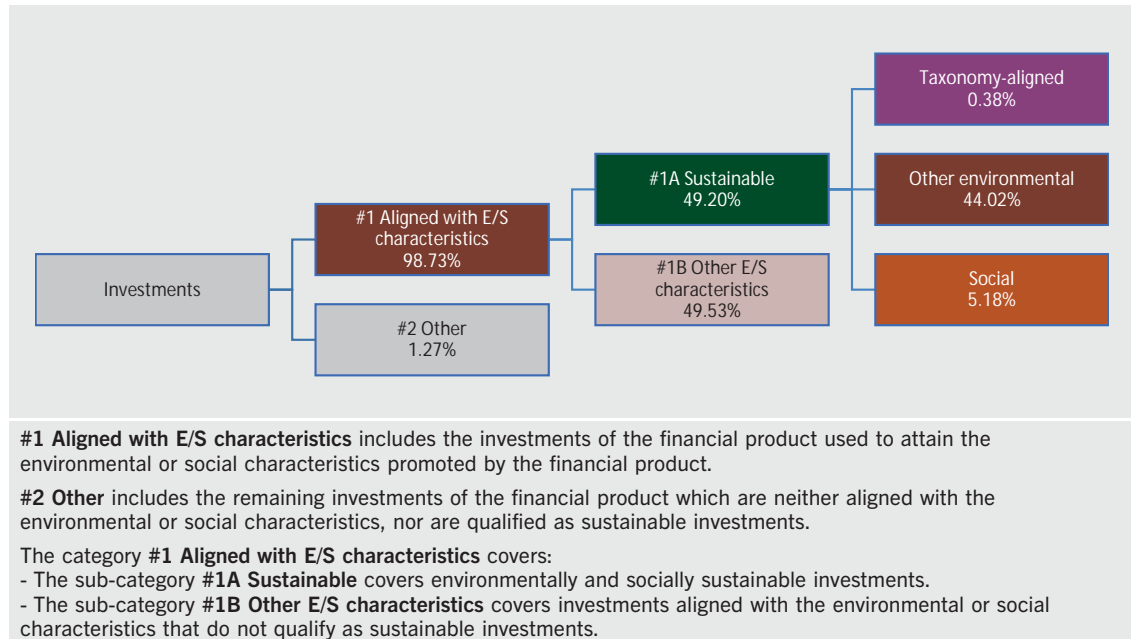 Taxonomy-aligned
0.38%
#1A Sustainable
49.20%
Other environmental
44.02%
#1 Aligned with E/S
characteristics
98.73%
Investments
#1B Other E/S
characteristics
49.53%
Social
5.18%
#2 Other
1.27%
#1 Aligned with E/S characteristics includes the investments of the financial product used to attain the
environmental or social characteristics promoted by the financial product.
#2 Other includes the remaining investments of the financial product which are neither aligned with the
environmental or social characteristics, nor are qualified as sustainable investments.
The category #1 Aligned with E/S characteristics covers:
- The sub-category #1A Sustainable covers environmentally and socially sustainable investments.
- The sub-category #1B Other E/S characteristics covers investments aligned with the environmental or social
characteristics that do not qualify as sustainable investments.